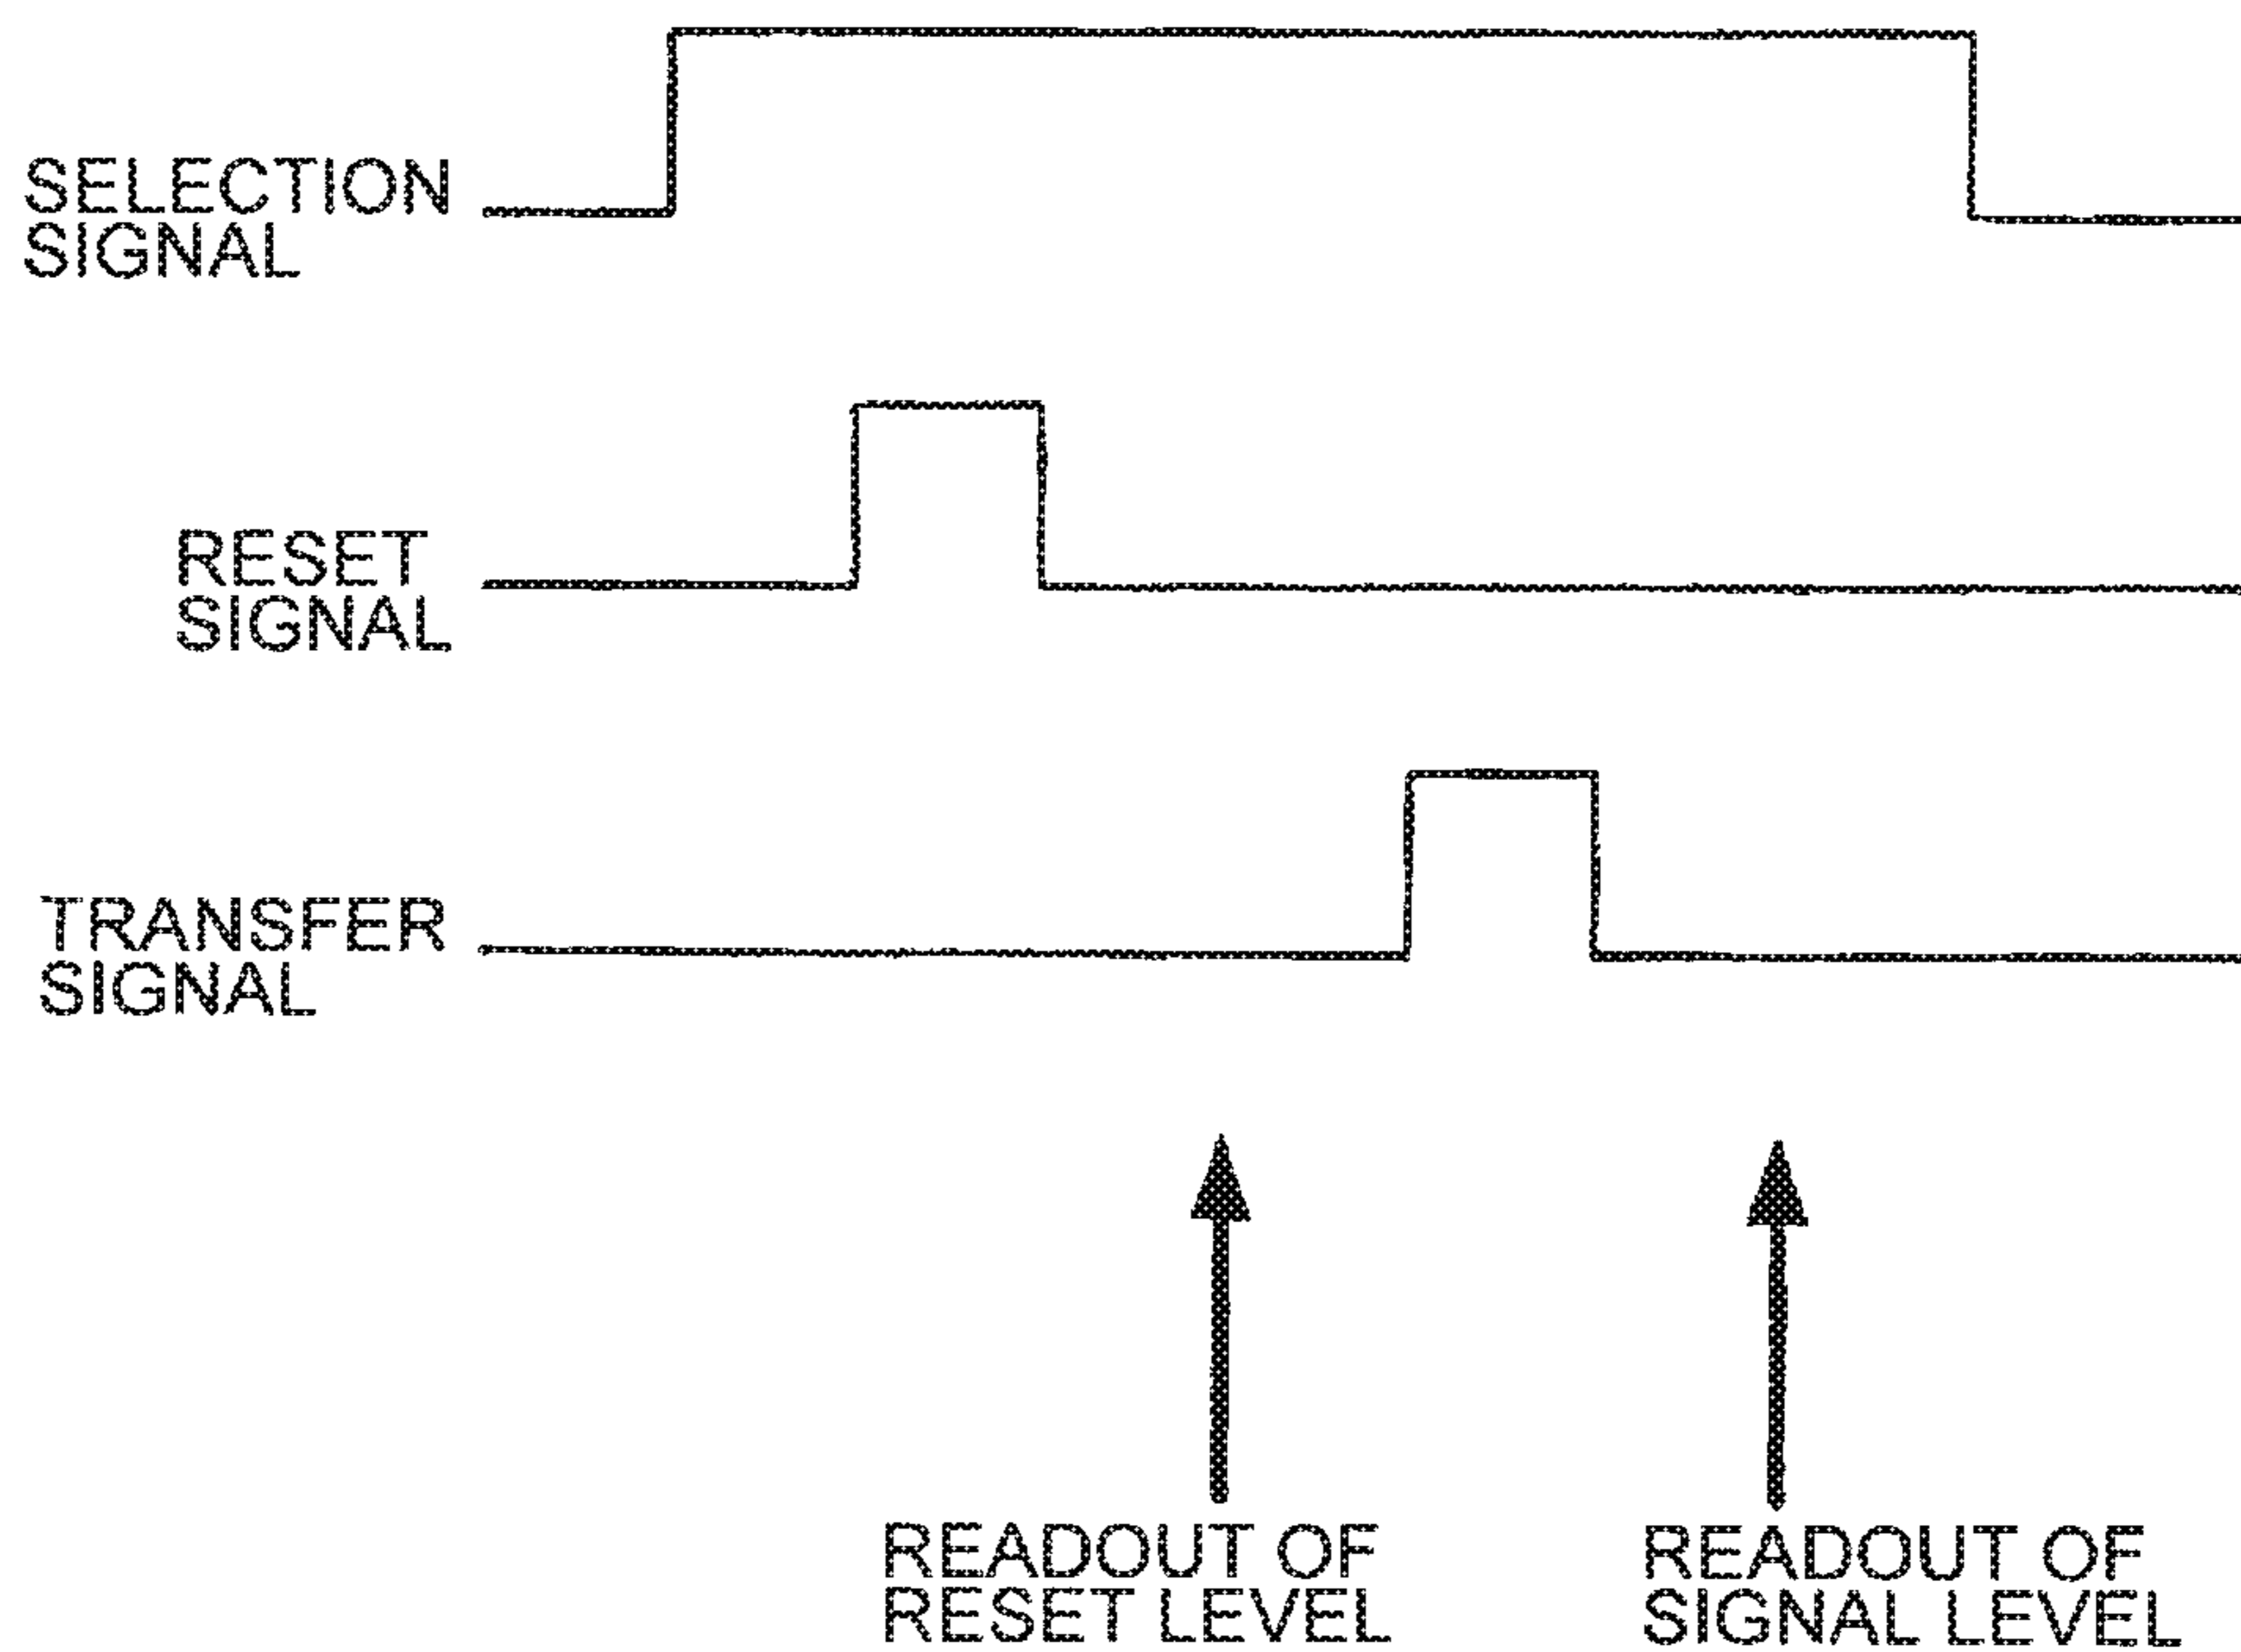 SELECTION
SIGNAL
RESET
SIGNAL
TRANSFER
SIGNAL
READOUT OF
RESET LEVEL
READOUT OF
SIGNAL LEVEL